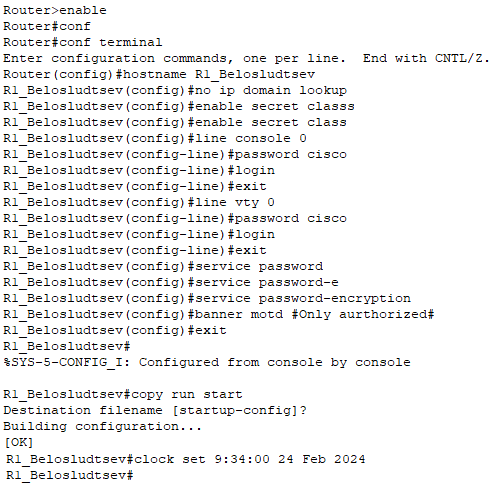 Router>enable
Router#conf
Router#conf terminal
Enter configuration commands, one per line.  End with CNTL/Z.
Router(config)#hostname R1_Belosludtsev
R1_Belosludtsev(config)#no ip domain lookup
R1_Belosludtsev(config)#enable secret classs
R1_Belosludtsev(config)#enable secret class
R1_Belosludtsev(config)#line console 0
R1_Belosludtsev(config-line)#password cisco
R1_Belosludtsev(config-line)#login
R1_Belosludtsev(config-line)#exit
R1_Belosludtsev(config)#line vty 0
R1_Belosludtsev(config-line)#password cisco
R1_Belosludtsev(config-line)#login
R1_Belosludtsev(config-line)#exit
R1_Belosludtsev(config)#service password
R1_Belosludtsev(config)#service password-e
R1_Belosludtsev(config)#service password-encryption
R1_Belosludtsev(config)#banner motd #Only aurthorized#
R1_Belosludtsev(config)#exit
R1_Belosludtsev#
%SYS-5-CONFIG_I: Configured from console by console

R1_Belosludtsev#copy run start
Destination filename [startup-config]?
Building configuration...
[OK]
R1_Belosludtsev#clock set 9:34:00 24 Feb 2024
R1_Belosludtsev#